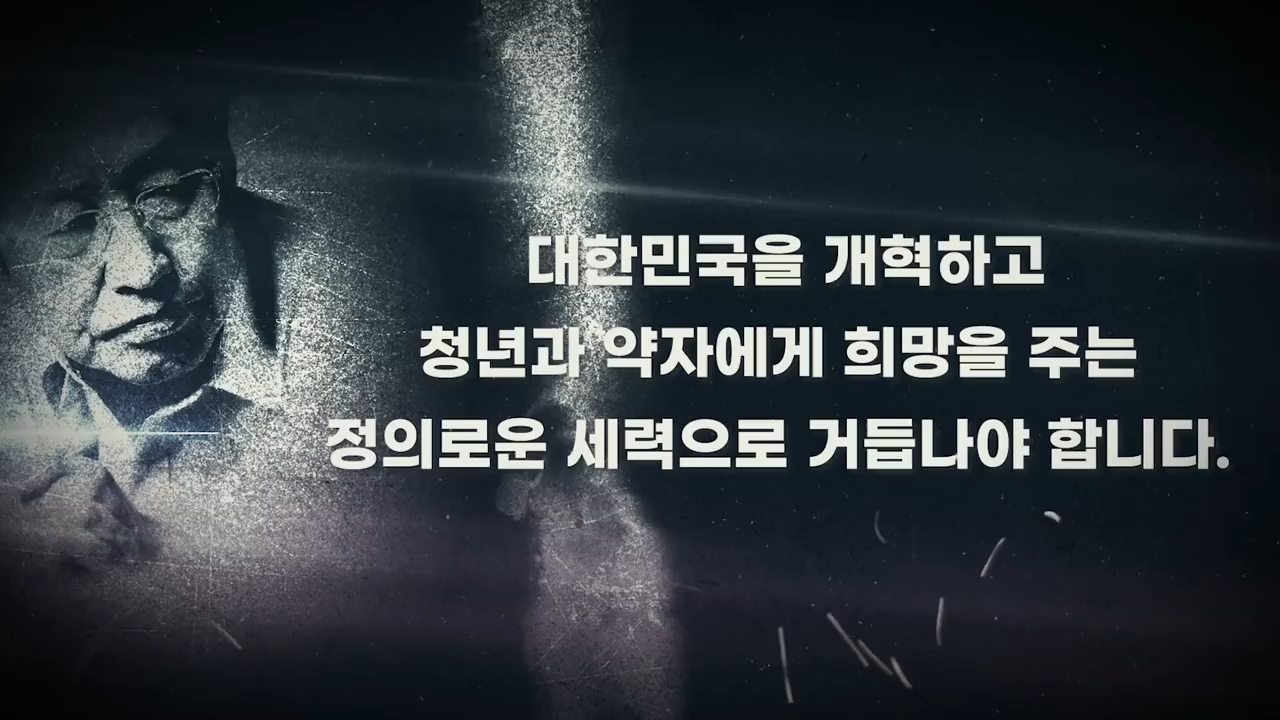 대한민국을 개혁하고
청년과 약자에게 희망을 주는
정의로운 세력으로 거듭나야 합니다.